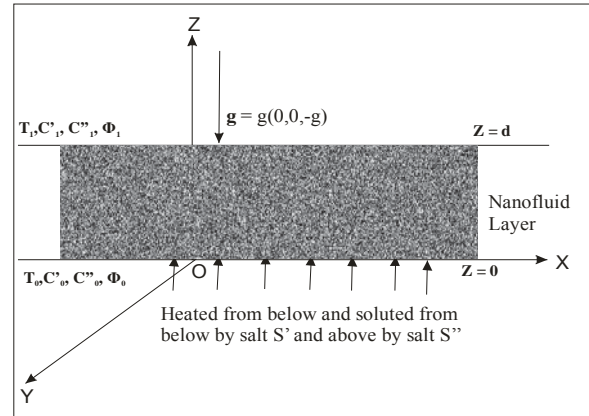 Z
g = g(0,0,-g)
T₁,C'₁, C"₁, Φ₁
Z = d
Nanofluid
Layer
O
X
T₀,C'₀, C"₀, Φ₀
Z = 0
Heated from below and soluted from
below by salt S' and above by salt S"
Y